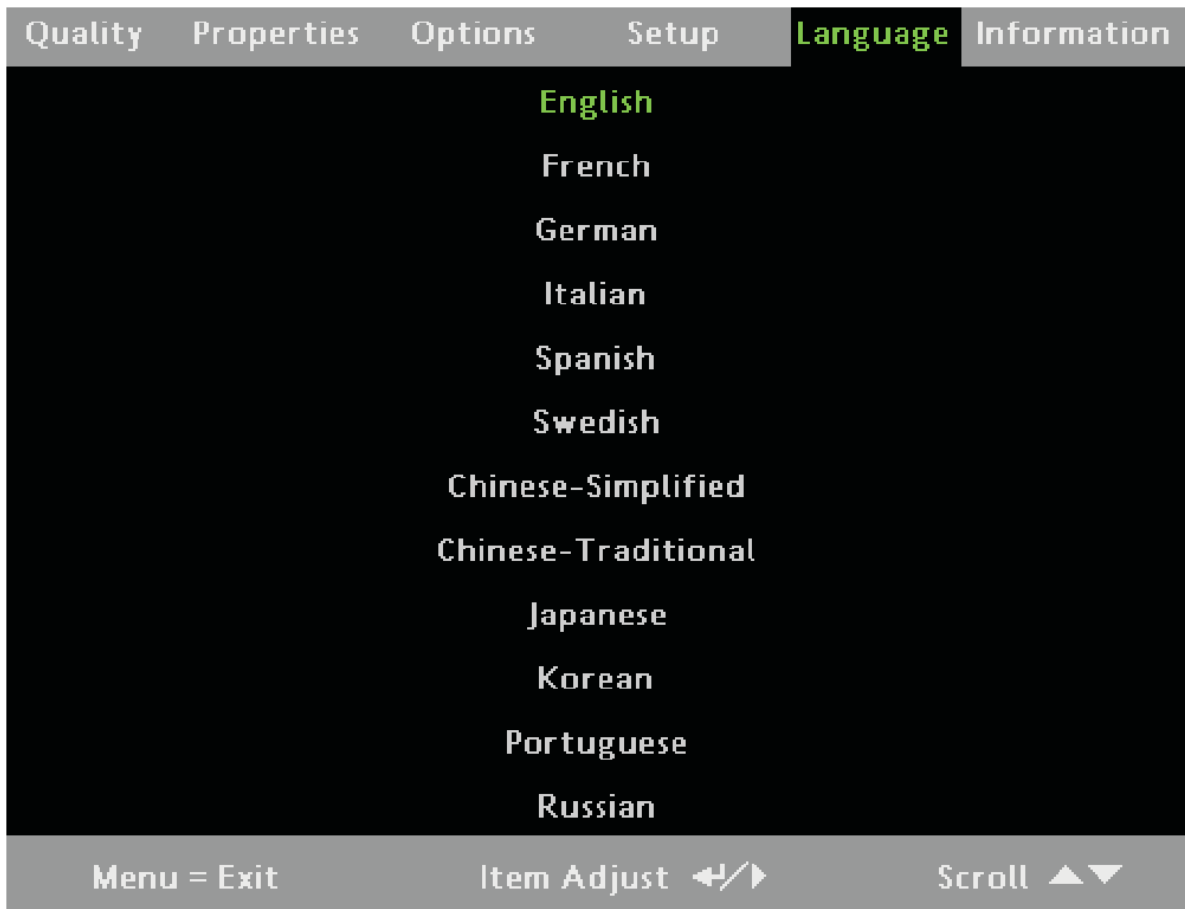 Quality Properties Options Setup Language Information
English
French
German
Italian
Spanish
Swedish
Chinese-Simplified
Chinese-Traditional
Japanese
Korean
Portuguese
Russian
Menu = Exit Item Adjust ↵/▶ Scroll ▲▼